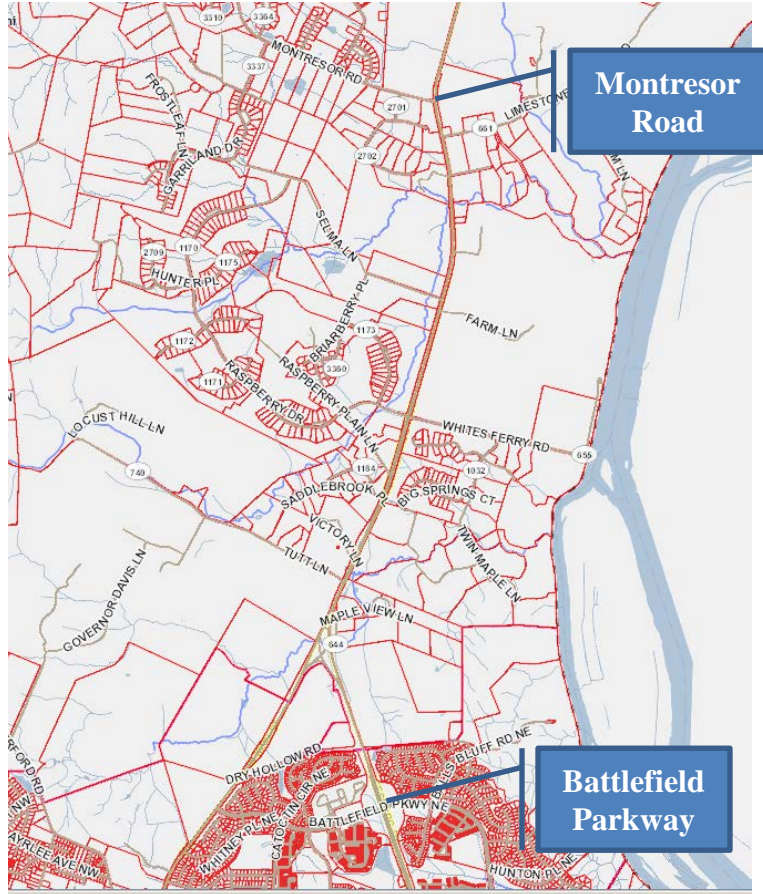 3310
3364
MONTRESOR RD
3337
FROSTLEAF LN
GARRILAND DR
2701
2702
661
LIMESTONE
Montresor
Road
SELMA LN
2709
1170
1175
HUNTER PL
BRIARBERRY PL
1173
FARM LN
1172
3360
1171
RASPBERRY DR
RASPBERRY PLAIN LN
WHITES FERRY RD
655
LOCUST HILL LN
740
1184
1032
SADDLEBROOK PL
BIG SPRINGS CT
VICTORY LN
TWIN MAPLE LN
TUTT LN
GOVERNOR DAVIS LN
MAPLE VIEW LN
644
DRY HOLLOW RD
BALLS BLUFF RD NE
Battlefield
Parkway
BATTLEFIELD PKWY NE
CATOCTIN CIR NE
WHITNEY PL NE
HUNTON PL NE
AYRLEE AVE NW